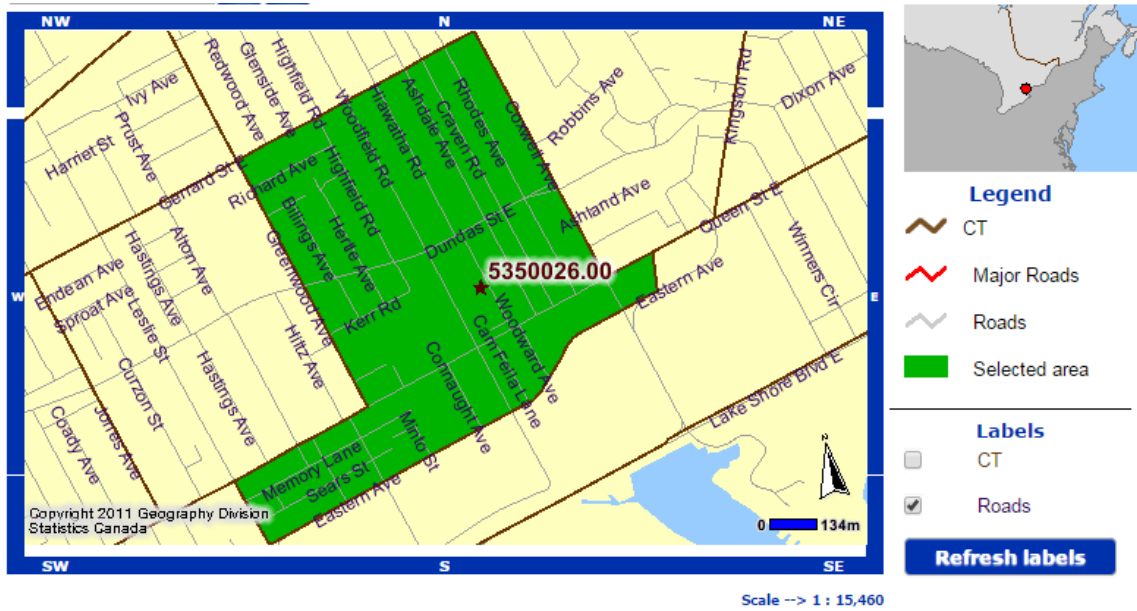 NW
N
NE
W
E
SW
S
SE
Ivy Ave
Harriet St
Prust Ave
Redwood Ave
Glenside Ave
Highfield Rd
Woodfield Rd
Hiawatha Rd
Ashdale Ave
Craven Rd
Rhodes Ave
Coxwell Ave
Robbins Ave
Kingston Rd
Dixon Ave
Gerrard St E
Richard Ave
Highfield Rd
Billings Ave
Hertle Ave
Dundas St E
Ashland Ave
Queen St E
Winners Cir
Endean Ave
Sproat Ave
Hastings Ave
Alton Ave
Leslie St
Greenwood Ave
Kerr Rd
5350026.00
Eastern Ave
Woodward Ave
Cam Fella Lane
Connaught Ave
Hiltz Ave
Curzon St
Hastings Ave
Coady Ave
Jones Ave
Minto St
Memory Lane
Sears St
Eastern Ave
Lake Shore Blvd E
Copyright 2011 Geography Division
Statistics Canada
N
0 134m
Scale --> 1 : 15,460
Legend
CT
Major Roads
Roads
Selected area
Labels
CT
Roads
Refresh labels